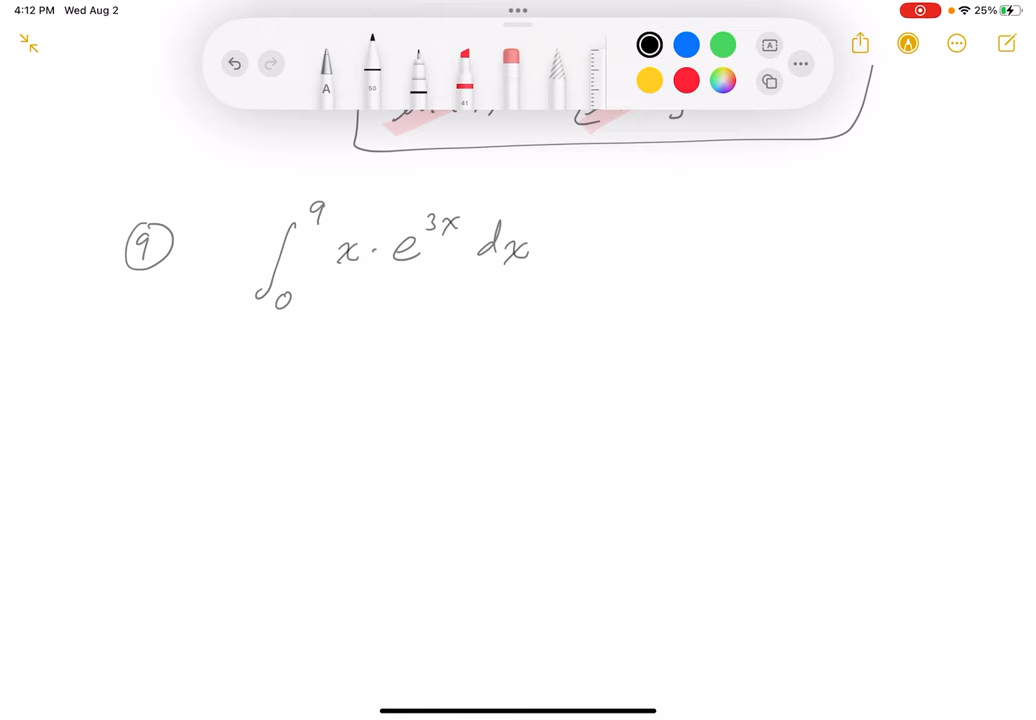 4:12 PM Wed Aug 2
25%
A
50
41
A
9
∫₀⁹ x · e^{3x} dx